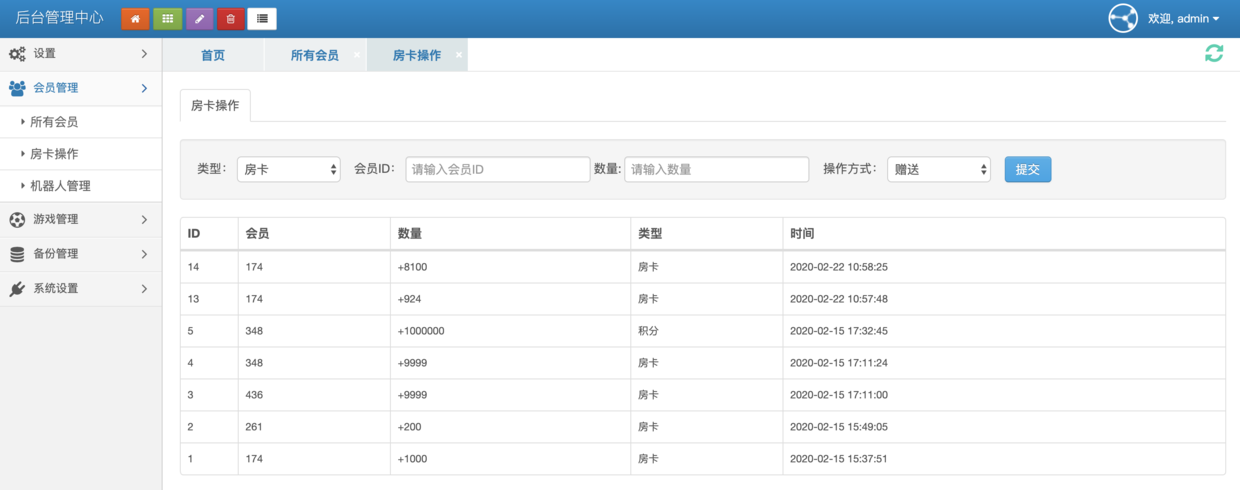 后台管理中心 欢迎, admin
设置
会员管理
所有会员
房卡操作
机器人管理
游戏管理
备份管理
系统设置
首页 所有会员 × 房卡操作 ×
房卡操作
类型： 房卡 会员ID： 请输入会员ID 数量: 请输入数量 操作方式： 赠送 提交
ID 会员 数量 类型 时间
14 174 +8100 房卡 2020-02-22 10:58:25
13 174 +924 房卡 2020-02-22 10:57:48
5 348 +1000000 积分 2020-02-15 17:32:45
4 348 +9999 房卡 2020-02-15 17:11:24
3 436 +9999 房卡 2020-02-15 17:11:00
2 261 +200 房卡 2020-02-15 15:49:05
1 174 +1000 房卡 2020-02-15 15:37:51